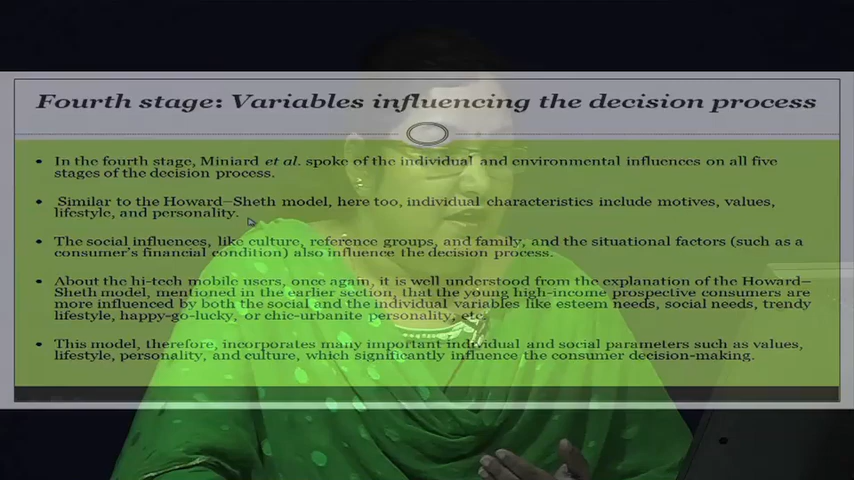 Fourth stage: Variables influencing the decision process
• In the fourth stage, Miniard et al. spoke of the individual and environmental influences on all five
stages of the decision process.
• Similar to the Howard–Sheth model, here too, individual characteristics include motives, values,
lifestyle, and personality.
• The social influences, like culture, reference groups, and family, and the situational factors (such as a
consumer's financial condition) also influence the decision process.
• About the hi-tech mobile users, once again, it is well understood from the explanation of the Howard–
Sheth model, mentioned in the earlier section, that the young high-income prospective consumers are
more influenced by both the social and the individual variables like esteem needs, social needs, trendy
lifestyle, happy-go-lucky, or chic-urbanite personality, etc.
• This model, therefore, incorporates many important individual and social parameters such as values,
lifestyle, personality, and culture, which significantly influence the consumer decision-making.